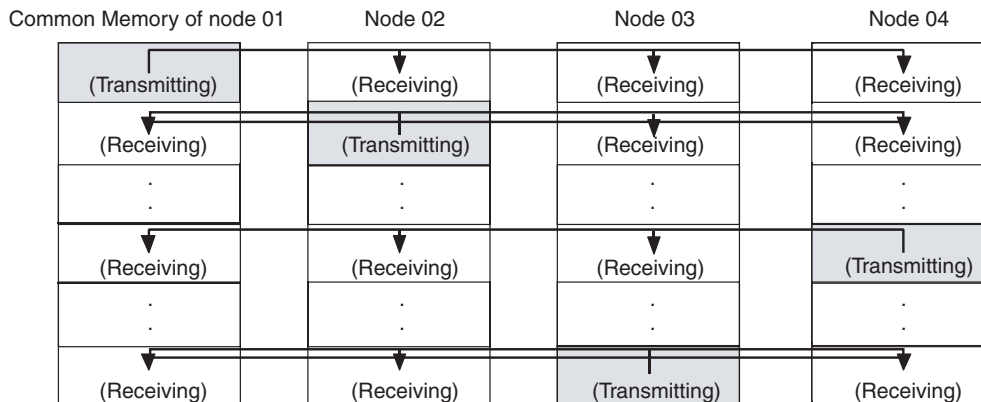 Common Memory of node 01 Node 02 Node 03 Node 04
(Transmitting) (Receiving) (Receiving) (Receiving)
(Receiving) (Transmitting) (Receiving) (Receiving)
. . . .
. . . .
(Receiving) (Receiving) (Receiving) (Transmitting)
. . . .
. . . .
(Receiving) (Receiving) (Transmitting) (Receiving)